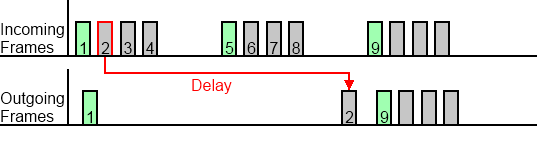 Incoming
Frames
1 2 3 4 5 6 7 8 9
Delay
Outgoing
Frames
1 2 9